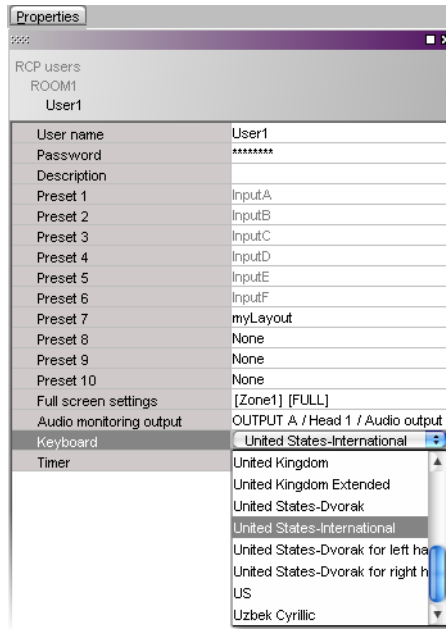 Properties
RCP users
ROOM1
User1
User name User1
Password ********
Description
Preset 1 InputA
Preset 2 InputB
Preset 3 InputC
Preset 4 InputD
Preset 5 InputE
Preset 6 InputF
Preset 7 myLayout
Preset 8 None
Preset 9 None
Preset 10 None
Full screen settings [Zone1] [FULL]
Audio monitoring output OUTPUT A / Head 1 / Audio output
Keyboard United States-International
Timer
United Kingdom
United Kingdom Extended
United States-Dvorak
United States-International
United States-Dvorak for left ha
United States-Dvorak for right h
US
Uzbek Cyrillic